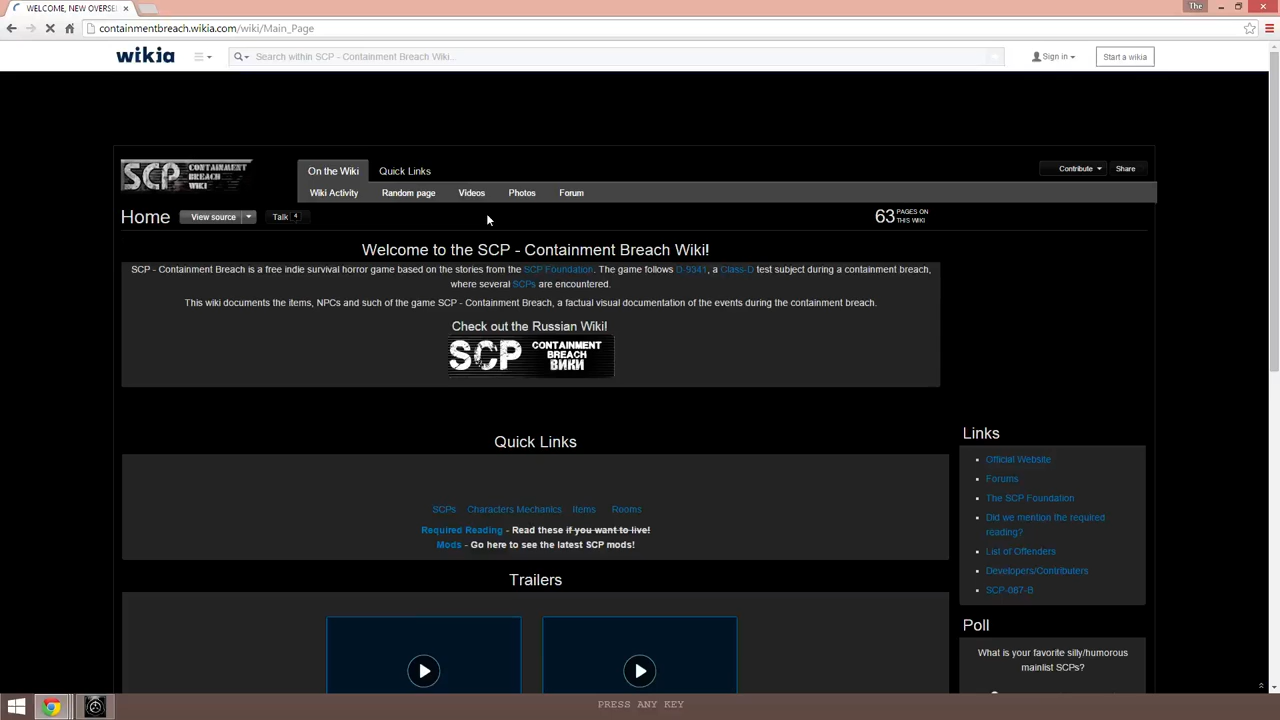 WELCOME, NEW OVERSE
The
containmentbreach.wikia.com/wiki/Main_Page
wikia
Search within SCP - Containment Breach Wiki...
Sign in
Start a wikia
SCP CONTAINMENT BREACH WIKI
On the Wiki
Quick Links
Contribute
Share
Wiki Activity
Random page
Videos
Photos
Forum
Home
View source
Talk 4
63 PAGES ON THIS WIKI
Welcome to the SCP - Containment Breach Wiki!
SCP - Containment Breach is a free indie survival horror game based on the stories from the SCP Foundation. The game follows D-9341, a Class-D test subject during a containment breach,
where several SCPs are encountered.
This wiki documents the items, NPCs and such of the game SCP - Containment Breach, a factual visual documentation of the events during the containment breach.
Check out the Russian Wiki!
SCP CONTAINMENT BREACH ВИКИ
Quick Links
SCPs Characters Mechanics Items Rooms
Required Reading - Read these if you want to live!
Mods - Go here to see the latest SCP mods!
Trailers
Links
Official Website
Forums
The SCP Foundation
Did we mention the required
reading?
List of Offenders
Developers/Contributers
SCP-087-B
Poll
What is your favorite silly/humorous
mainlist SCPs?
PRESS ANY KEY